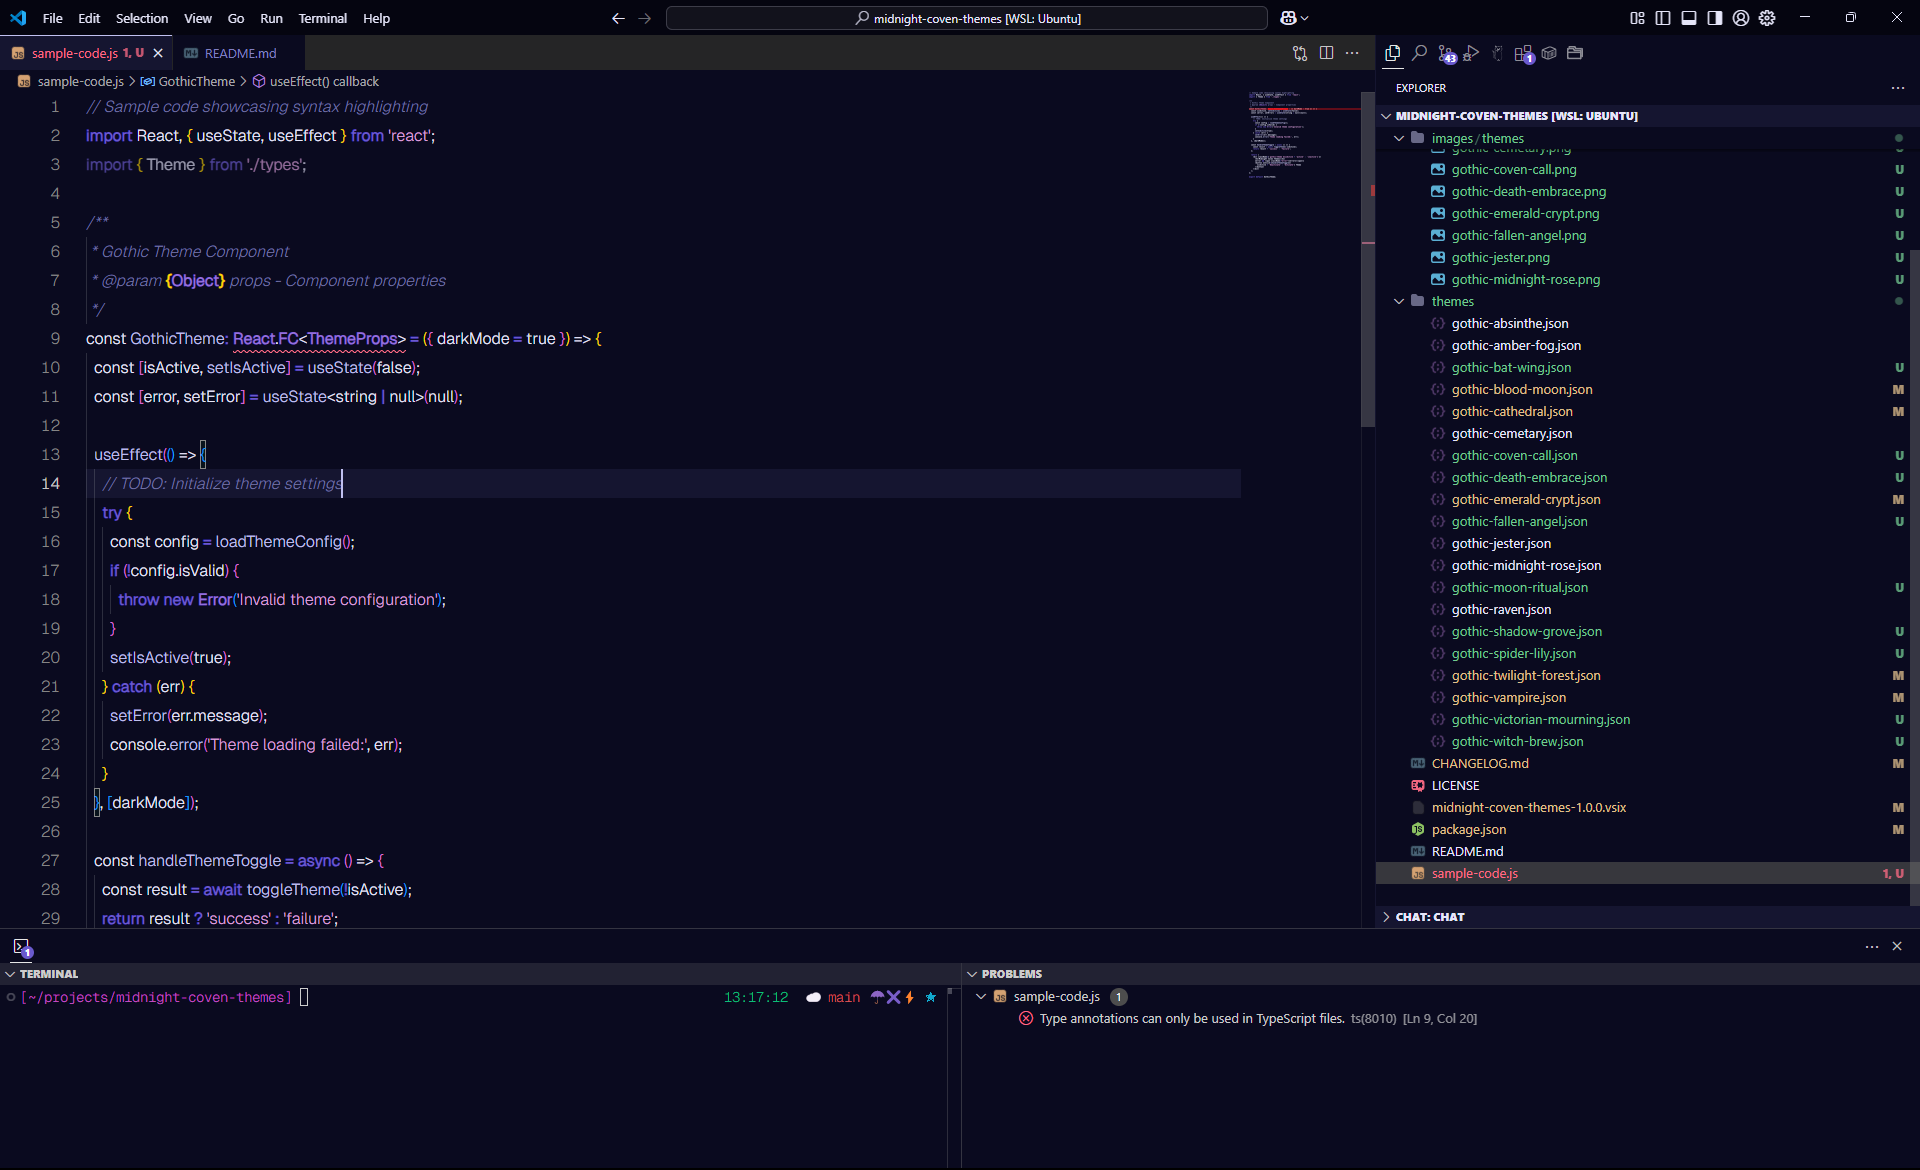 File Edit Selection View Go Run Terminal Help
midnight-coven-themes [WSL: Ubuntu]
sample-code.js 1, U
README.md
sample-code.js > GothicTheme > useEffect() callback
1 // Sample code showcasing syntax highlighting
2 import React, { useState, useEffect } from 'react';
3 import { Theme } from './types';
4
5 /**
6 * Gothic Theme Component
7 * @param {Object} props - Component properties
8 */
9 const GothicTheme: React.FC<ThemeProps> = ({ darkMode = true }) => {
10 const [isActive, setIsActive] = useState(false);
11 const [error, setError] = useState<string | null>(null);
12
13 useEffect(() => {
14 // TODO: Initialize theme settings
15 try {
16 const config = loadThemeConfig();
17 if (!config.isValid) {
18 throw new Error('Invalid theme configuration');
19 }
20 setIsActive(true);
21 } catch (err) {
22 setError(err.message);
23 console.error('Theme loading failed:', err);
24 }
25 }, [darkMode]);
26
27 const handleThemeToggle = async () => {
28 const result = await toggleTheme(!isActive);
29 return result ? 'success' : 'failure';
43
1
EXPLORER
MIDNIGHT-COVEN-THEMES [WSL: UBUNTU]
images / themes
gothic-cemetary.png U
gothic-coven-call.png U
gothic-death-embrace.png U
gothic-emerald-crypt.png U
gothic-fallen-angel.png U
gothic-jester.png U
gothic-midnight-rose.png U
themes
gothic-absinthe.json
gothic-amber-fog.json
gothic-bat-wing.json U
gothic-blood-moon.json M
gothic-cathedral.json M
gothic-cemetary.json
gothic-coven-call.json U
gothic-death-embrace.json U
gothic-emerald-crypt.json M
gothic-fallen-angel.json U
gothic-jester.json
gothic-midnight-rose.json
gothic-moon-ritual.json U
gothic-raven.json
gothic-shadow-grove.json U
gothic-spider-lily.json U
gothic-twilight-forest.json M
gothic-vampire.json M
gothic-victorian-mourning.json U
gothic-witch-brew.json U
CHANGELOG.md M
LICENSE
midnight-coven-themes-1.0.0.vsix M
package.json M
README.md
sample-code.js 1, U
CHAT: CHAT
1
TERMINAL
[~/projects/midnight-coven-themes] 13:17:12 main
PROBLEMS
sample-code.js 1
Type annotations can only be used in TypeScript files. ts(8010) [Ln 9, Col 20]